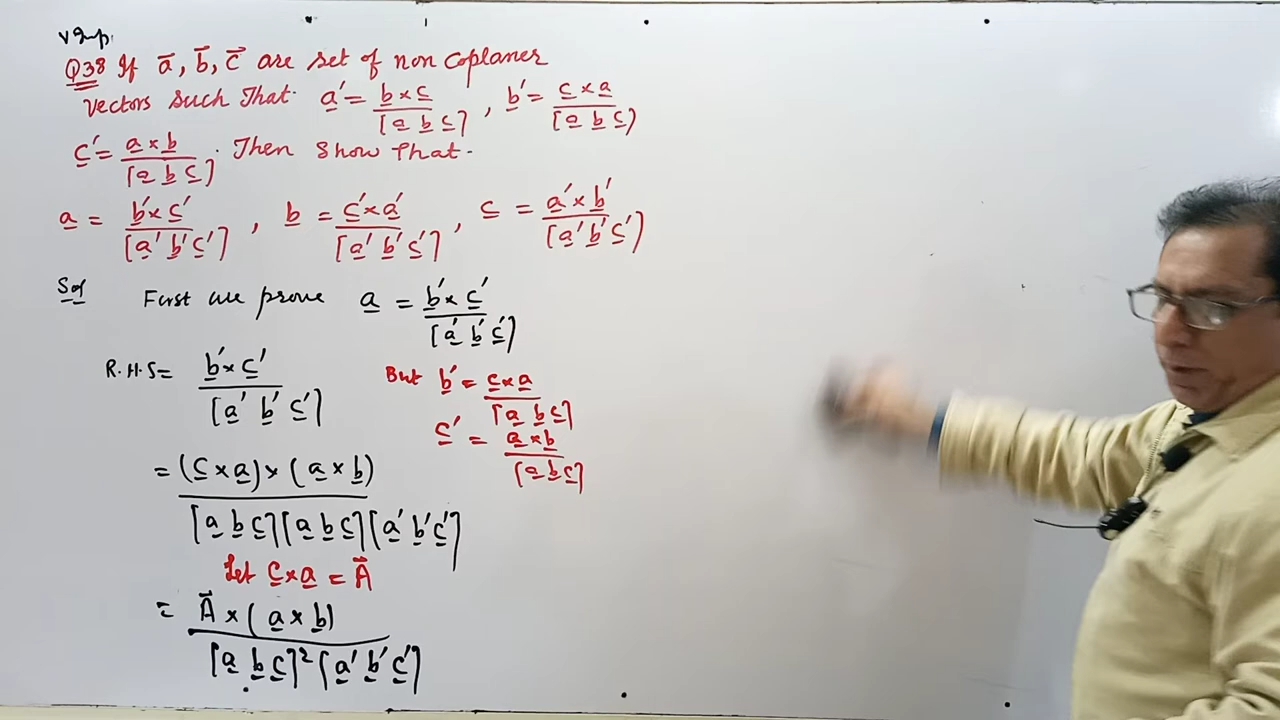 V Imp.
Q38 If a⃗, b⃗, c⃗ are set of non Coplaner
Vectors Such That a̲' = b̲ × c̲ / [a̲ b̲ c̲], b̲' = c̲ × a̲ / [a̲ b̲ c̲)
c̲' = a̲ × b̲ / [a̲ b̲ c̲]. Then Show That-
a̲ = b̲' × c̲' / [a̲' b̲' c̲'], b̲ = c̲' × a̲' / [a̲' b̲' c̲'], c̲ = a̲' × b̲' / [a̲' b̲' c̲')
Sol First we prove a̲ = b̲' × c̲' / [a̲' b̲' c̲']
R.H.S = b̲' × c̲' / [a̲' b̲' c̲']
But b̲' = c̲ × a̲ / [a̲ b̲ c̲]
c̲' = a̲ × b̲ / [a̲ b̲ c̲]
= (c̲ × a̲) × (a̲ × b̲) / [a̲ b̲ c̲][a̲ b̲ c̲][a̲' b̲' c̲']
Let c̲ × a̲ = A⃗
= A⃗ × (a̲ × b̲) / [a̲ b̲ c̲]² [a̲' b̲' c̲']